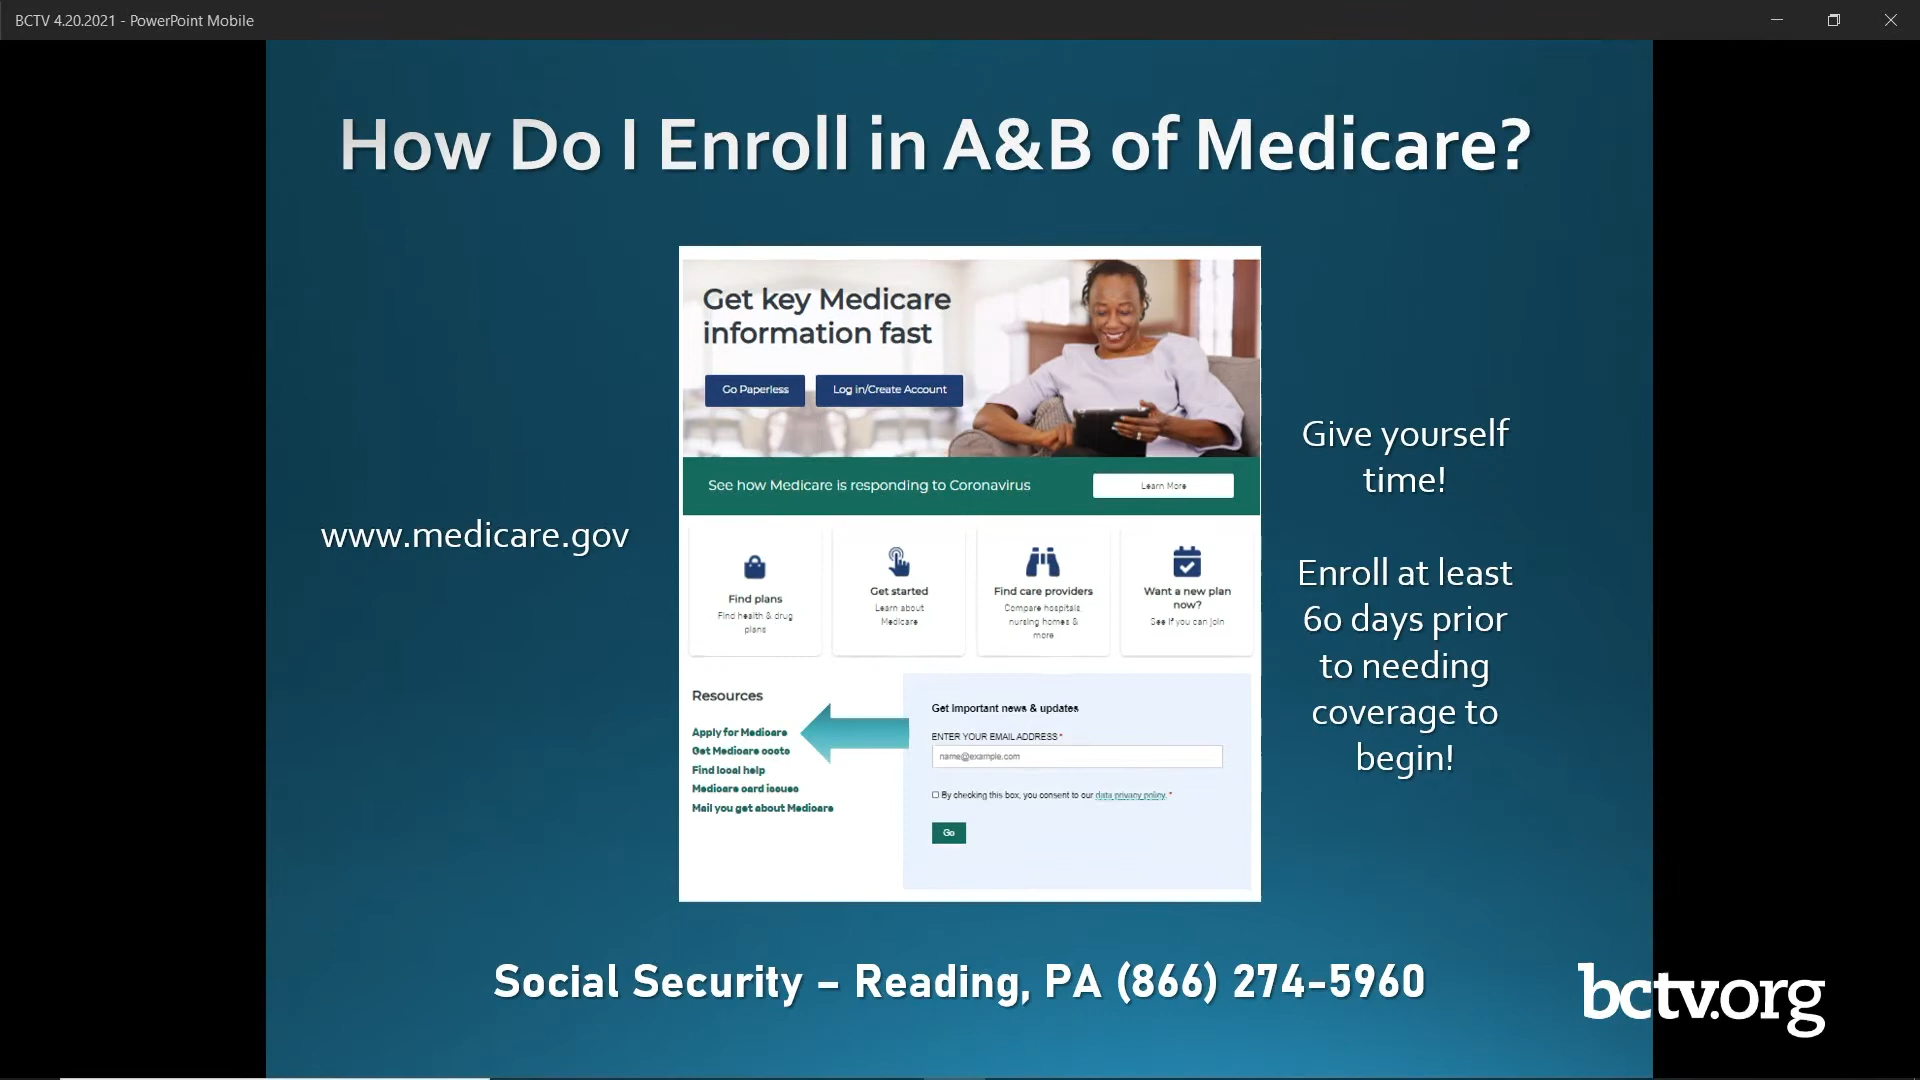 BCTV 4.20.2021 - PowerPoint Mobile
How Do I Enroll in A&B of Medicare?
www.medicare.gov
Get key Medicare
information fast
Go Paperless
Log in/Create Account
See how Medicare is responding to Coronavirus
Learn More
Find plans
Find health & drug
plans
Get started
Learn about
Medicare
Find care providers
Compare hospitals,
nursing homes &
more
Want a new plan
now?
See if you can join
Resources
Apply for Medicare
Get Medicare costs
Find local help
Medicare card issues
Mail you get about Medicare
Get important news & updates
ENTER YOUR EMAIL ADDRESS *
name@example.com
By checking this box, you consent to our data privacy policy. *
Go
Give yourself
time!
Enroll at least
60 days prior
to needing
coverage to
begin!
Social Security – Reading, PA (866) 274-5960
bctv.org